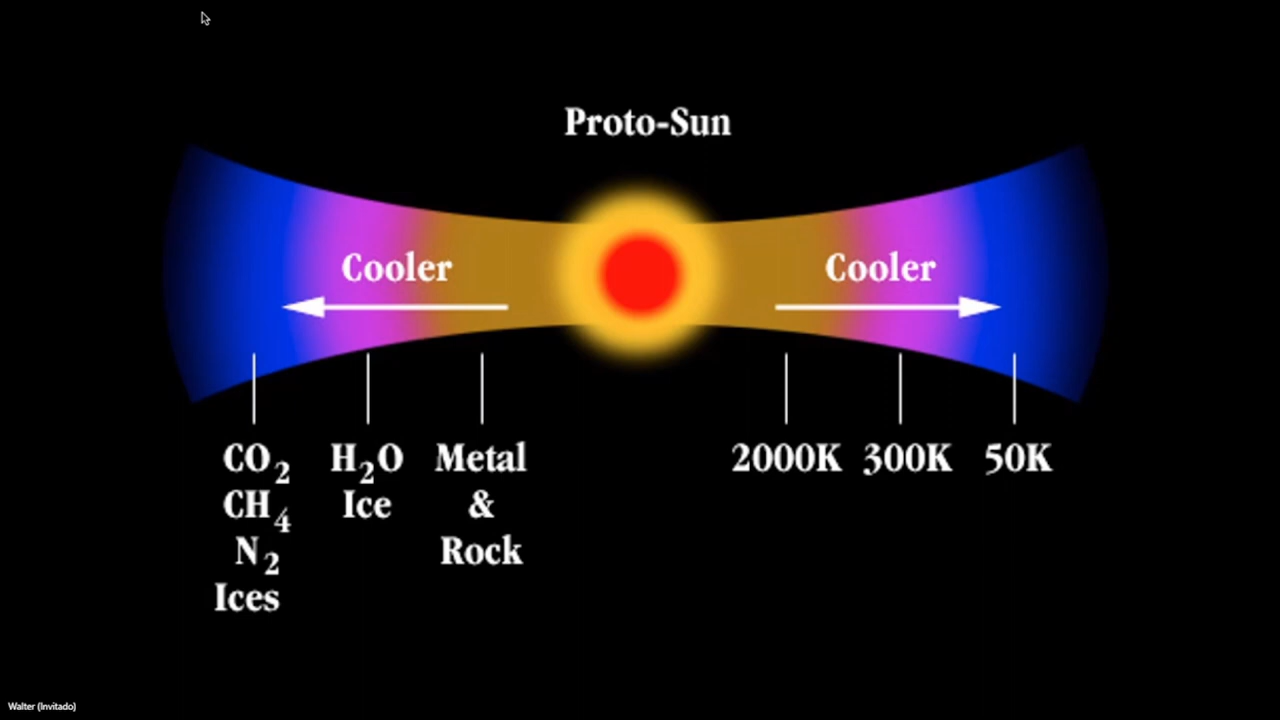 Proto-Sun
Cooler
Cooler
CO₂
CH₄
N₂
Ices
H₂O
Ice
Metal
&
Rock
2000K
300K
50K
Walter (Invitado)